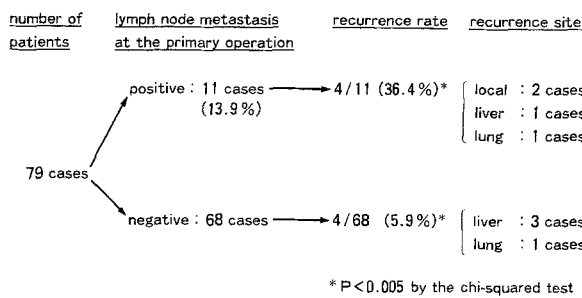 number of patients lymph node metastasis at the primary operation recurrence rate recurrence site
positive : 11 cases (13.9%) 4/11 (36.4%)* local : 2 cases
liver : 1 cases
lung : 1 cases
79 cases
negative : 68 cases 4/68 (5.9%)* liver : 3 cases
lung : 1 cases
* P<0.005 by the chi-squared test